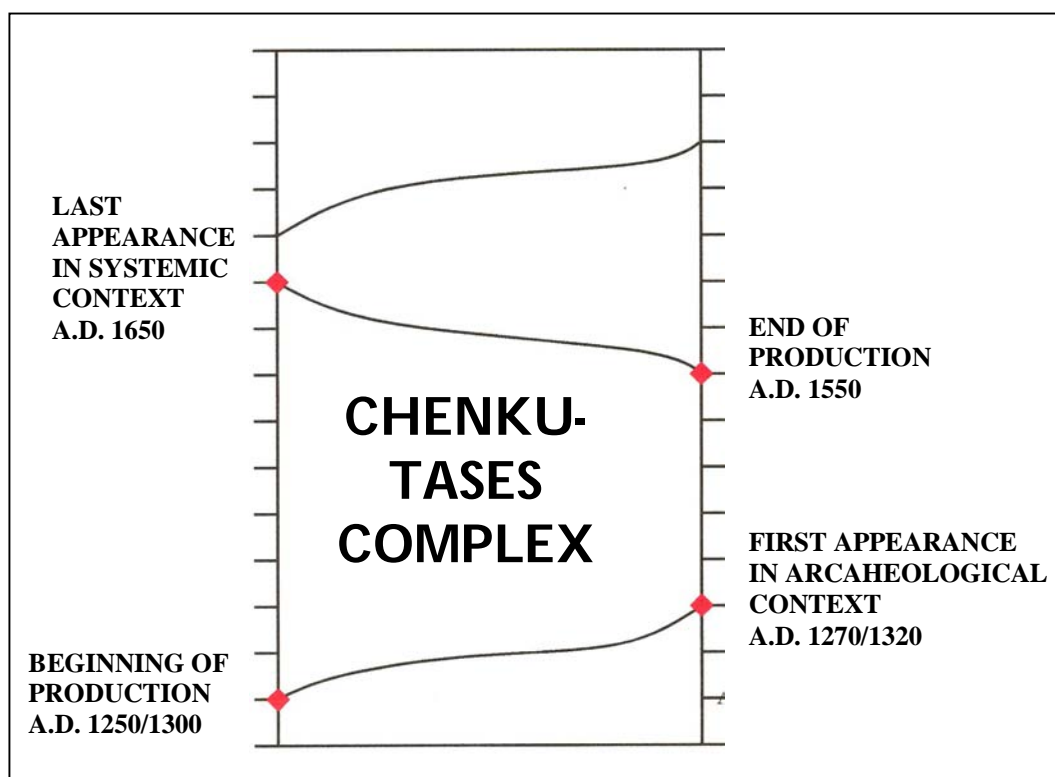 LAST
APPEARANCE
IN SYSTEMIC
CONTEXT
A.D. 1650
END OF
PRODUCTION
A.D. 1550
CHENKU-
TASES
COMPLEX
FIRST APPEARANCE
IN ARCAHEOLOGICAL
CONTEXT
A.D. 1270/1320
BEGINNING OF
PRODUCTION
A.D. 1250/1300